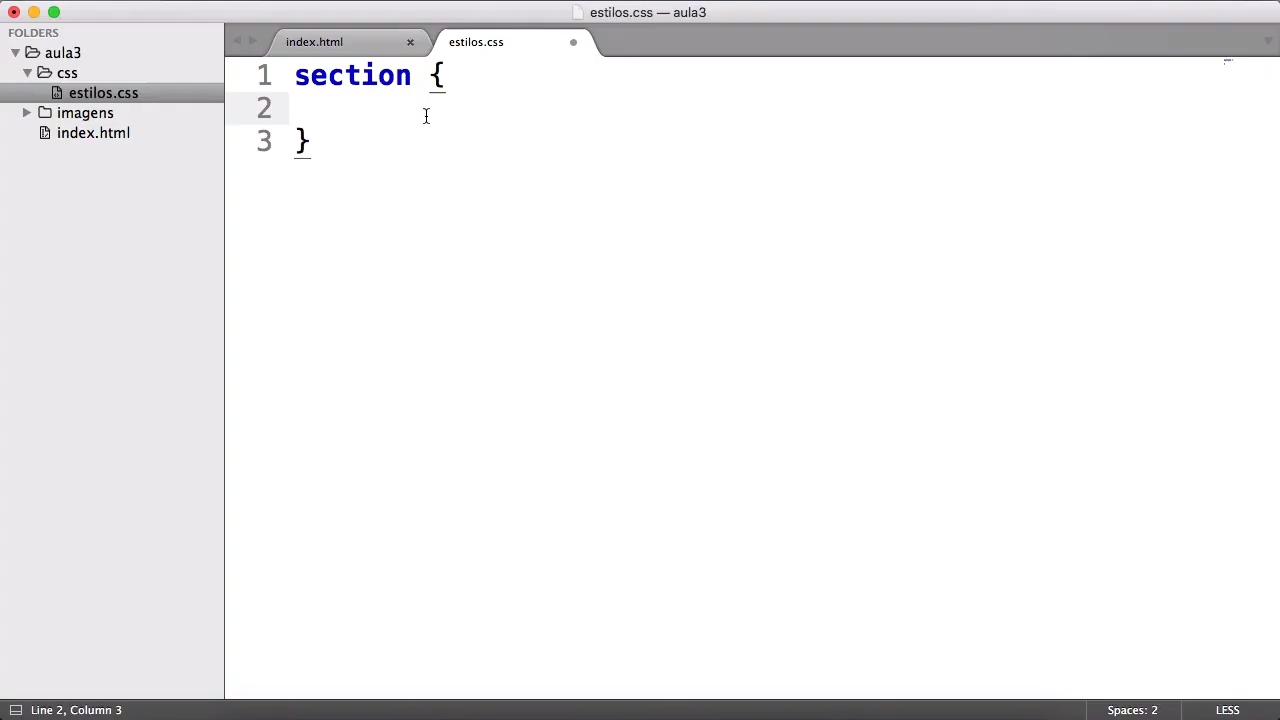 estilos.css — aula3
FOLDERS
aula3
css
estilos.css
imagens
index.html
index.html
estilos.css
1 section {
2
3 }
Line 2, Column 3
Spaces: 2
LESS